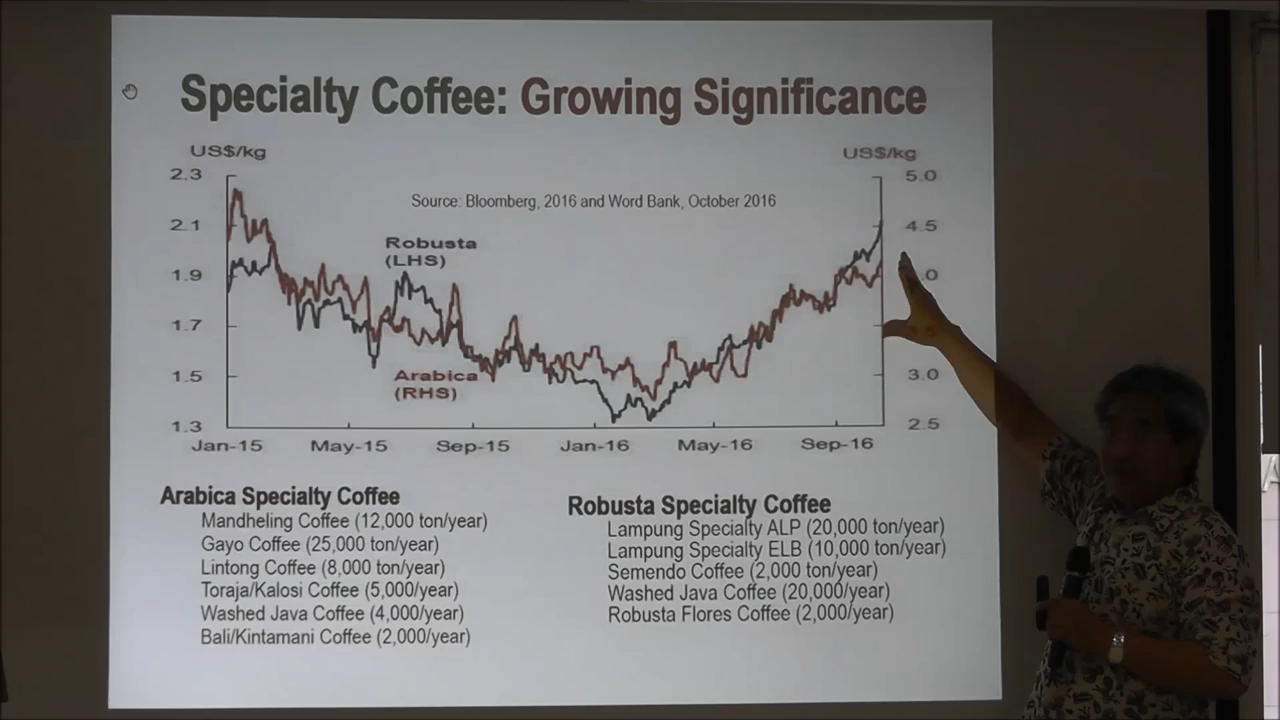 Specialty Coffee: Growing Significance
US$/kg
US$/kg
2.3
2.1
1.9
1.7
1.5
1.3
5.0
4.5
3.0
2.5
Source: Bloomberg, 2016 and Word Bank, October 2016
Robusta
(LHS)
Arabica
(RHS)
Jan-15 May-15 Sep-15 Jan-16 May-16 Sep-16
Arabica Specialty Coffee
Mandheling Coffee (12,000 ton/year)
Gayo Coffee (25,000 ton/year)
Lintong Coffee (8,000 ton/year)
Toraja/Kalosi Coffee (5,000/year)
Washed Java Coffee (4,000/year)
Bali/Kintamani Coffee (2,000/year)
Robusta Specialty Coffee
Lampung Specialty ALP (20,000 ton/year)
Lampung Specialty ELB (10,000 ton/year)
Semendo Coffee (2,000 ton/year)
Washed Java Coffee (20,000/year)
Robusta Flores Coffee (2,000/year)